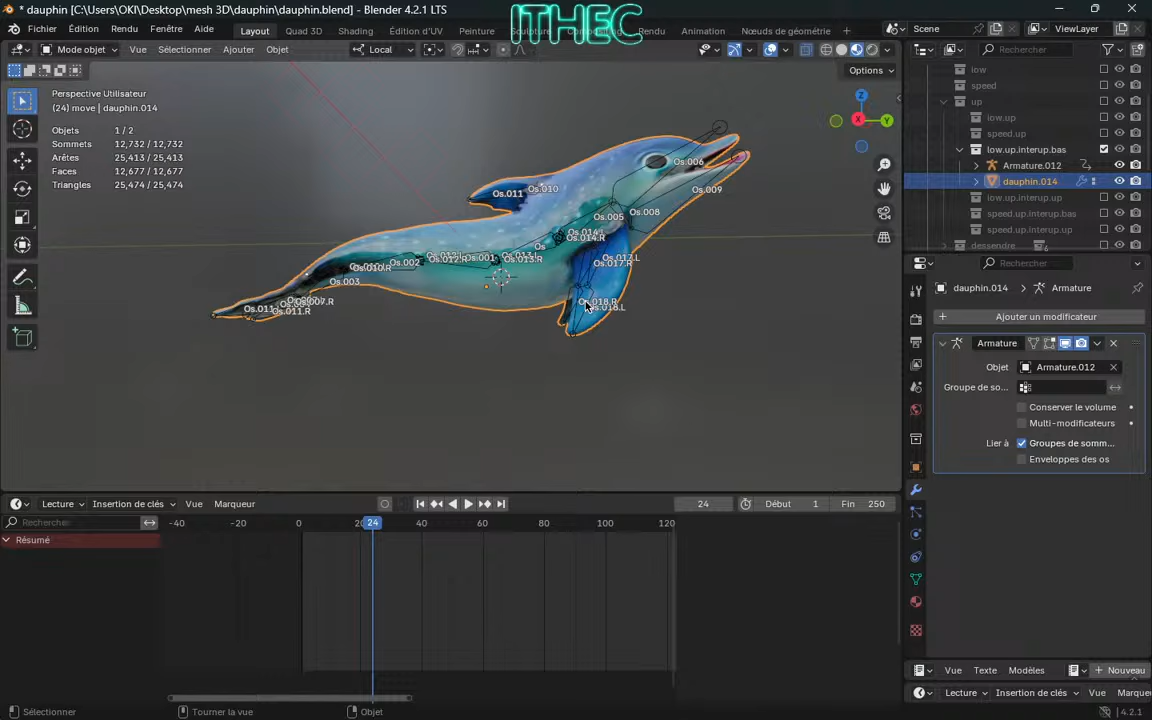 * dauphin [C:\Users\OKI\Desktop\mesh 3D\dauphin\dauphin.blend] - Blender 4.2.1 LTS
ITHEC
Fichier Édition Rendu Fenêtre Aide Layout Quad 3D Shading Édition d'UV Peinture Rendu Animation Nœuds de géométrie + Scene ViewLayer
Mode objet Vue Sélectionner Ajouter Objet Local Rechercher
Options
Perspective Utilisateur
(24) move | dauphin.014
Objets 1 / 2
Sommets 12,732 / 12,732
Arêtes 25,413 / 25,413
Faces 12,677 / 12,677
Triangles 25,474 / 25,474
Z
X
Y
Os.006
Os.009
Os.011
Os.010
Os.008
Os.005
Os.014.R
Os
Os.017.R
Os.002
Os.003
Os.018.R
Os.018.L
Os.011.R
low
speed
up
low.up
speed.up
low.up.interup.bas
Armature.012
dauphin.014
low.up.interup.up
speed.up.interup.bas
speed.up.interup.up
dessendre
Rechercher
dauphin.014 > Armature
+ Ajouter un modificateur
Armature
Objet Armature.012
Groupe de so...
Conserver le volume
Multi-modificateurs
Lier à Groupes de somm...
Enveloppes des os
Lecture Insertion de clés Vue Marqueur 24 Début 1 Fin 250
Rechercher -40 -20 0 24 40 60 80 100 120
Résumé
Vue Texte Modèles + Nouveau
Lecture Insertion de clés Vue Marque
Sélectionner Tourner la vue Objet 4.2.1